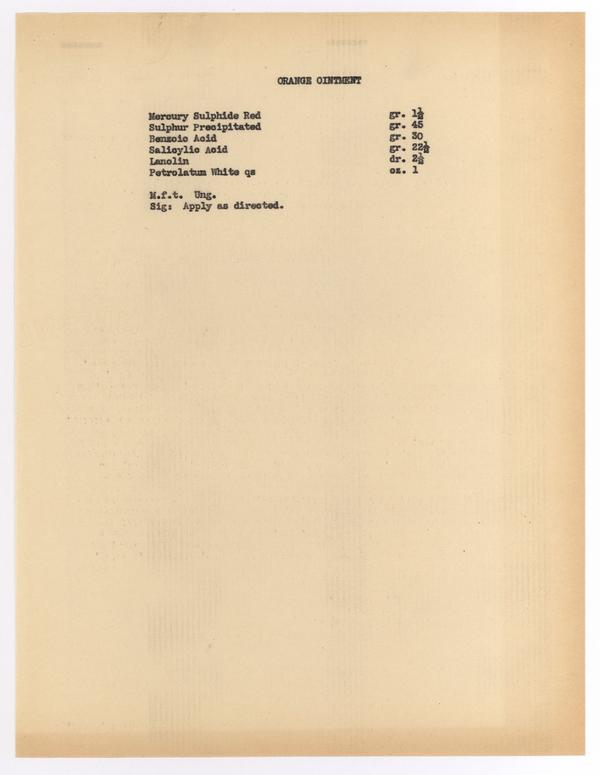 ORANGE OINTMENT
Mercury Sulphide Red gr. 1½
Sulphur Precipitated gr. 45
Benzoic Acid gr. 30
Salicylic Acid gr. 22½
Lanolin dr. 2½
Petrolatum White qs oz. 1
M.f.t. Ung.
Sig: Apply as directed.